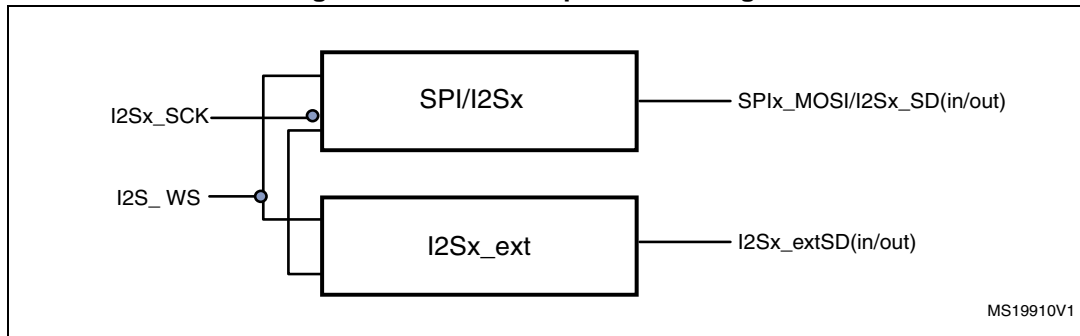 SPI/I2Sx
SPIx_MOSI/I2Sx_SD(in/out)
I2Sx_SCK
I2S_ WS
I2Sx_ext
I2Sx_extSD(in/out)
MS19910V1